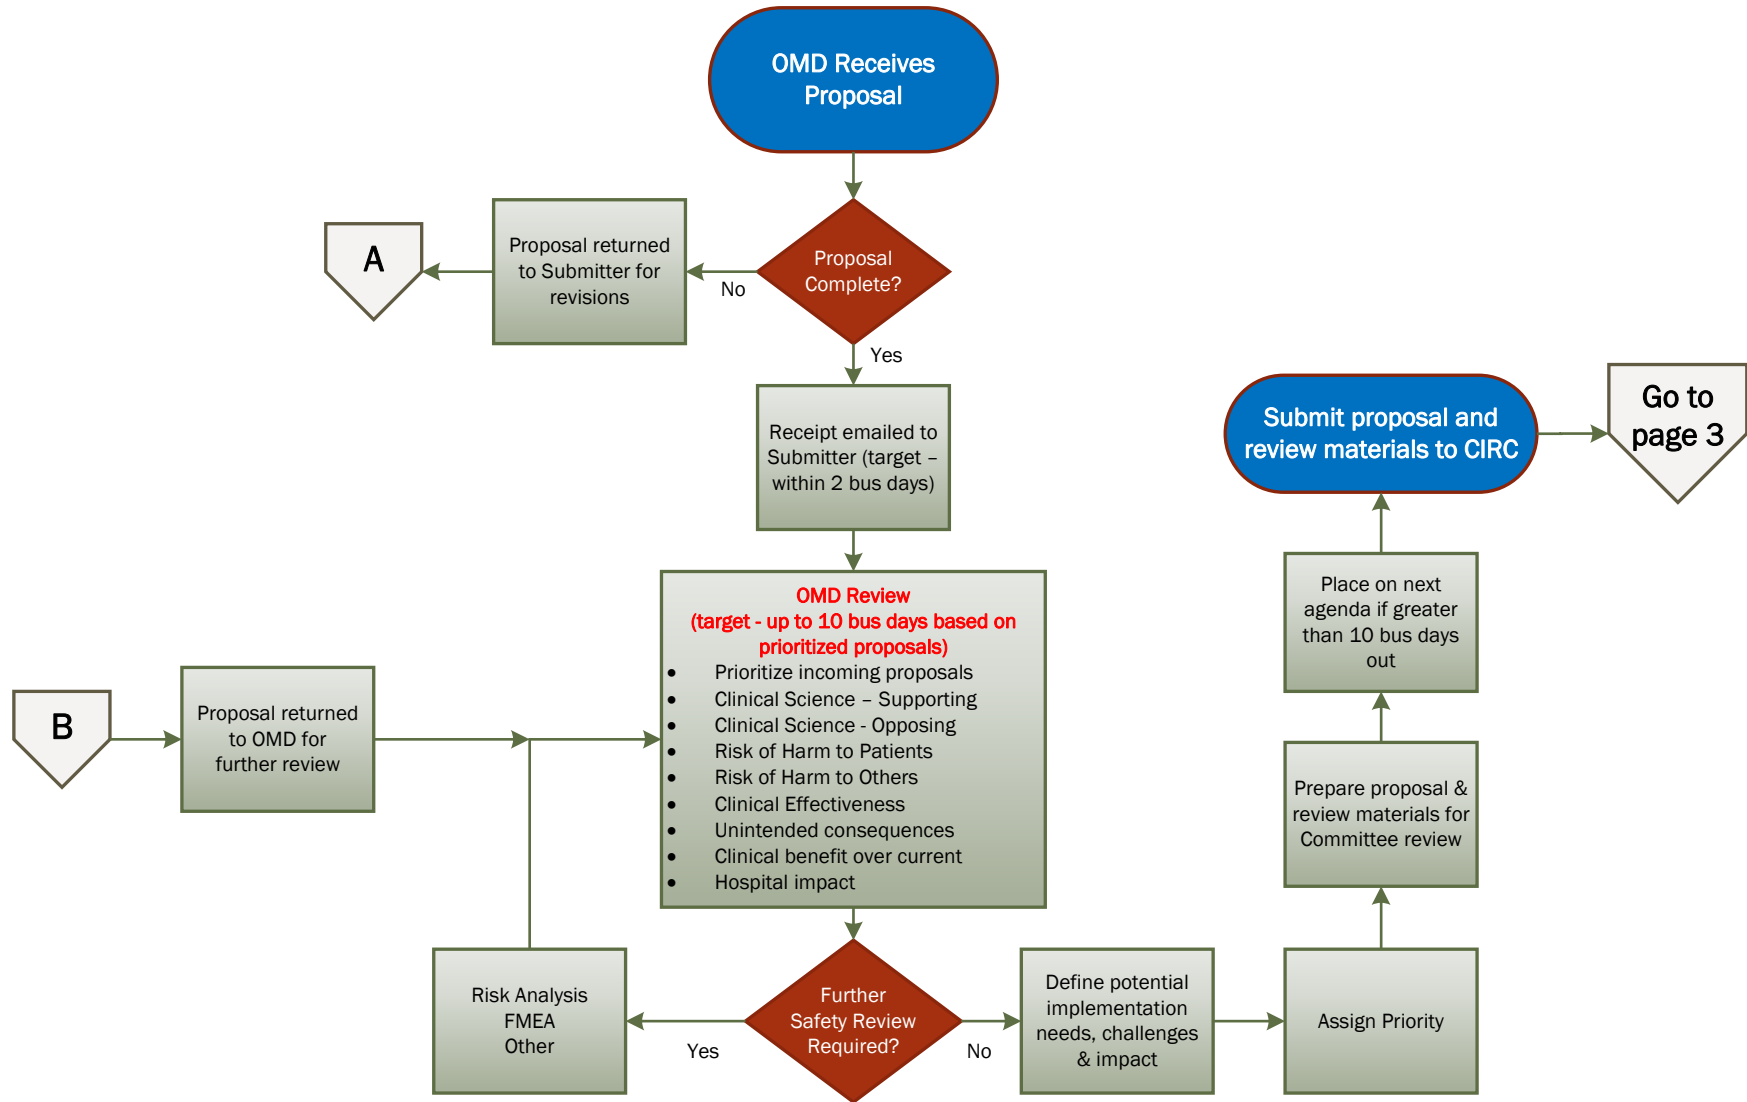 OMD Receives
Proposal
A
Proposal returned
to Submitter for
revisions
Proposal
Complete?
No
Yes
Receipt emailed to
Submitter (target –
within 2 bus days)
Submit proposal and
review materials to CIRC
Go to
page 3
OMD Review
(target - up to 10 bus days based on
prioritized proposals)
• Prioritize incoming proposals
• Clinical Science – Supporting
• Clinical Science - Opposing
• Risk of Harm to Patients
• Risk of Harm to Others
• Clinical Effectiveness
• Unintended consequences
• Clinical benefit over current
• Hospital impact
Place on next
agenda if greater
than 10 bus days
out
B
Proposal returned
to OMD for
further review
Prepare proposal &
review materials for
Committee review
Risk Analysis
FMEA
Other
Yes
Further
Safety Review
Required?
No
Define potential
implementation
needs, challenges
& impact
Assign Priority